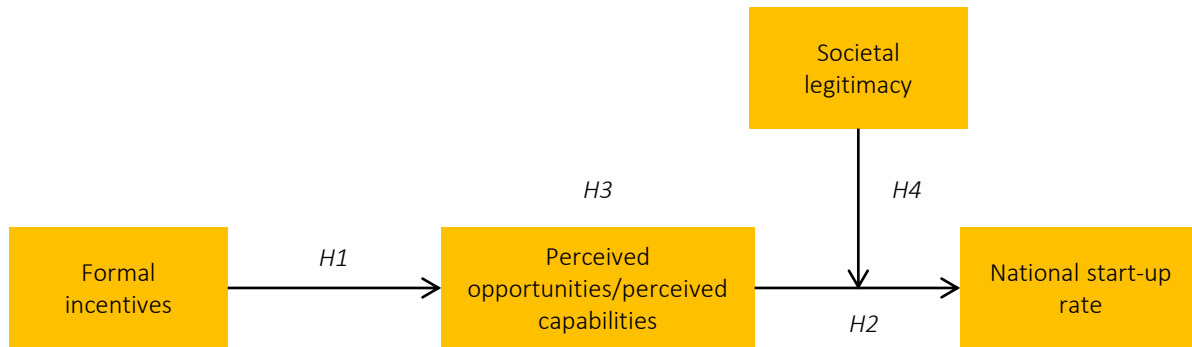 Societal
legitimacy
H3
H4
H1
Formal
incentives
Perceived
opportunities/perceived
capabilities
National start-up
rate
H2